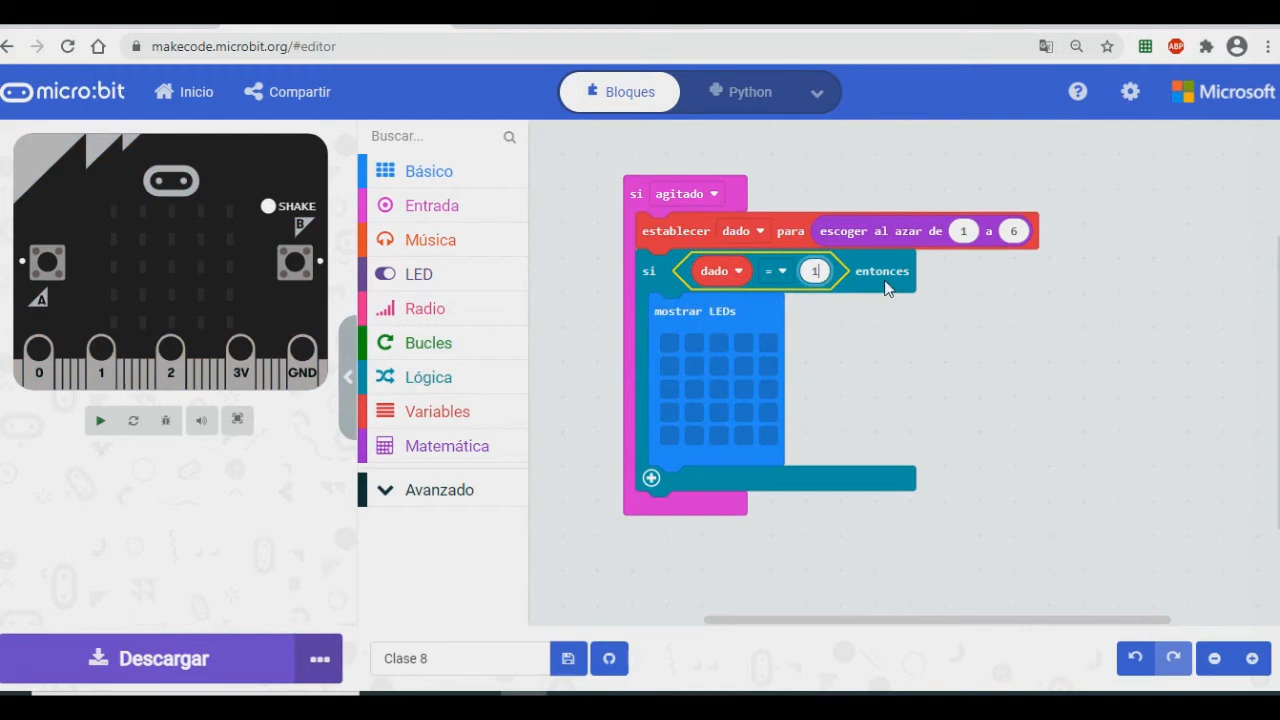 makecode.microbit.org/#editor
ABP
micro:bit
Inicio
Compartir
Bloques
Python
?
Microsoft
SHAKE
B
A
0 1 2 3V GND
Buscar...
Básico
Entrada
Música
LED
Radio
Bucles
Lógica
Variables
Matemática
Avanzado
si agitado
establecer dado para escoger al azar de 1 a 6
si dado = 1 entonces
mostrar LEDs
Descargar
Clase 8